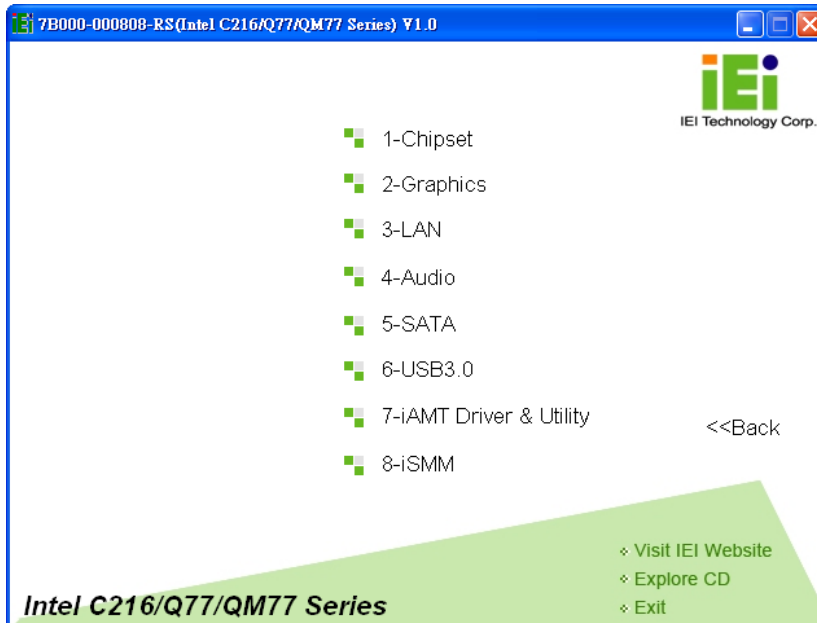 7B000-000808-RS(Intel C216/Q77/QM77 Series) V1.0
iEi
IEI Technology Corp.
1-Chipset
2-Graphics
3-LAN
4-Audio
5-SATA
6-USB3.0
7-iAMT Driver & Utility
<<Back
8-iSMM
Visit IEI Website
Explore CD
Intel C216/Q77/QM77 Series
Exit